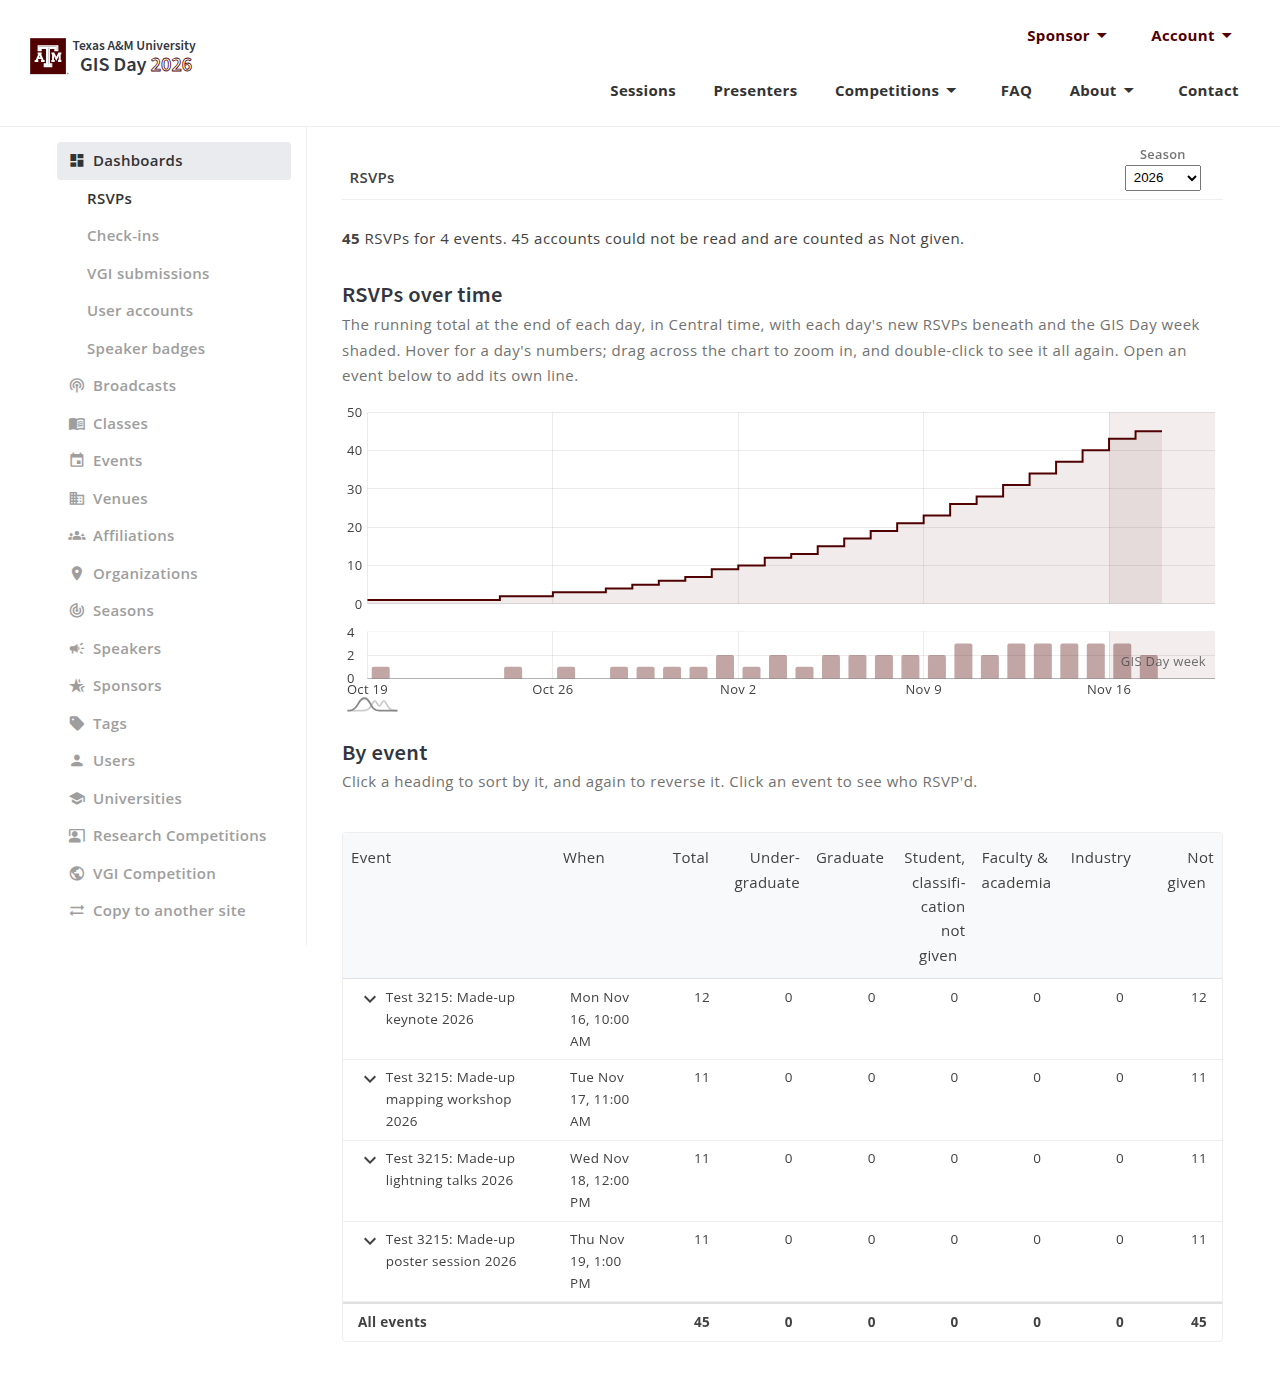 Texas A&M University
GIS Day 2026
Sponsor
Account
Sessions
Presenters
Competitions
FAQ
About
Contact
Dashboards
RSVPs
Check-ins
VGI submissions
User accounts
Speaker badges
Broadcasts
Classes
Events
Venues
Affiliations
Organizations
Seasons
Speakers
Sponsors
Tags
Users
Universities
Research Competitions
VGI Competition
Copy to another site
RSVPs
Season
2026
45 RSVPs for 4 events. 45 accounts could not be read and are counted as Not given.
RSVPs over time
The running total at the end of each day, in Central time, with each day's new RSVPs beneath and the GIS Day week
shaded. Hover for a day's numbers; drag across the chart to zoom in, and double-click to see it all again. Open an
event below to add its own line.
50
40
30
20
10
0
4
2
0
GIS Day week
Oct 19
Oct 26
Nov 2
Nov 9
Nov 16
By event
Click a heading to sort by it, and again to reverse it. Click an event to see who RSVP'd.
Event
When
Total
Under-
graduate
Graduate
Student,
classifi-
cation
not
given
Faculty &
academia
Industry
Not
given
Test 3215: Made-up
keynote 2026
Mon Nov
16, 10:00
AM
12
0
0
0
0
0
12
Test 3215: Made-up
mapping workshop
2026
Tue Nov
17, 11:00
AM
11
0
0
0
0
0
11
Test 3215: Made-up
lightning talks 2026
Wed Nov
18, 12:00
PM
11
0
0
0
0
0
11
Test 3215: Made-up
poster session 2026
Thu Nov
19, 1:00
PM
11
0
0
0
0
0
11
All events
45
0
0
0
0
0
45